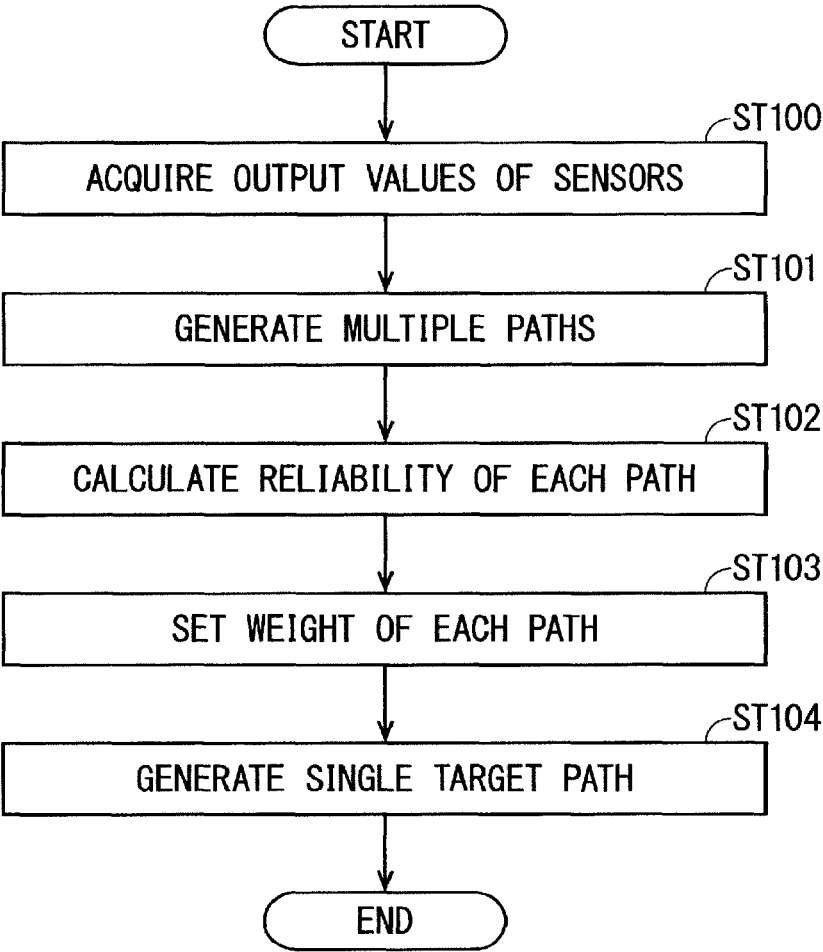 START
ST100
ACQUIRE OUTPUT VALUES OF SENSORS
ST101
GENERATE MULTIPLE PATHS
ST102
CALCULATE RELIABILITY OF EACH PATH
ST103
SET WEIGHT OF EACH PATH
ST104
GENERATE SINGLE TARGET PATH
END